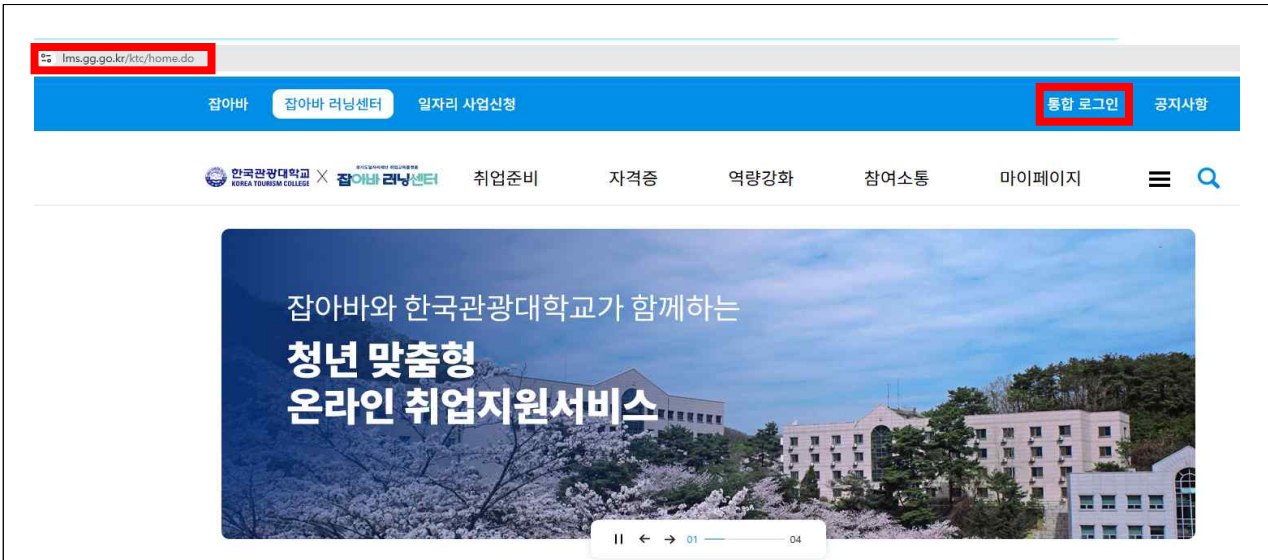 lms.gg.go.kr/ktc/home.do
잡아바 잡아바 러닝센터 일자리 사업신청 통합 로그인 공지사항
한국관광대학교 KOREA TOURISM COLLEGE × 잡아바 러닝센터 취업준비 자격증 역량강화 참여소통 마이페이지
잡아바와 한국관광대학교가 함께하는
청년 맞춤형
온라인 취업지원서비스
01 04